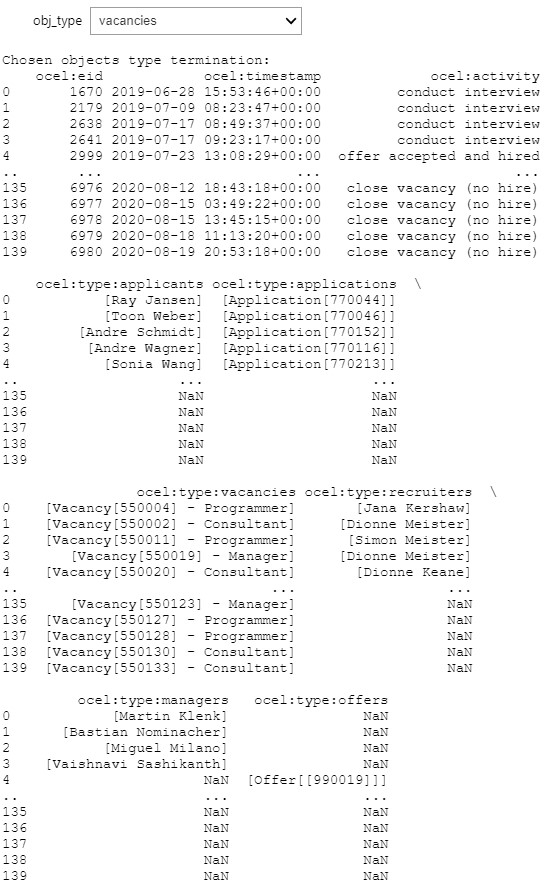 obj_type vacancies
Chosen objects type termination:
ocel:eid ocel:timestamp ocel:activity
0 1670 2019-06-28 15:53:46+00:00 conduct interview
1 2179 2019-07-09 08:23:47+00:00 conduct interview
2 2638 2019-07-17 08:49:37+00:00 conduct interview
3 2641 2019-07-17 09:23:17+00:00 conduct interview
4 2999 2019-07-23 13:08:29+00:00 offer accepted and hired
.. ... ... ...
135 6976 2020-08-12 18:43:18+00:00 close vacancy (no hire)
136 6977 2020-08-15 03:49:22+00:00 close vacancy (no hire)
137 6978 2020-08-15 13:45:15+00:00 close vacancy (no hire)
138 6979 2020-08-18 11:13:20+00:00 close vacancy (no hire)
139 6980 2020-08-19 20:53:18+00:00 close vacancy (no hire)
ocel:type:applicants ocel:type:applications \
0 [Ray Jansen] [Application[770044]]
1 [Toon Weber] [Application[770046]]
2 [Andre Schmidt] [Application[770152]]
3 [Andre Wagner] [Application[770116]]
4 [Sonia Wang] [Application[770213]]
.. ... ...
135 NaN NaN
136 NaN NaN
137 NaN NaN
138 NaN NaN
139 NaN NaN
ocel:type:vacancies ocel:type:recruiters \
0 [Vacancy[550004] - Programmer] [Jana Kershaw]
1 [Vacancy[550002] - Consultant] [Dionne Meister]
2 [Vacancy[550011] - Programmer] [Simon Meister]
3 [Vacancy[550019] - Manager] [Dionne Meister]
4 [Vacancy[550020] - Consultant] [Dionne Keane]
.. ... ...
135 [Vacancy[550123] - Manager] NaN
136 [Vacancy[550127] - Programmer] NaN
137 [Vacancy[550128] - Programmer] NaN
138 [Vacancy[550130] - Consultant] NaN
139 [Vacancy[550133] - Consultant] NaN
ocel:type:managers ocel:type:offers
0 [Martin Klenk] NaN
1 [Bastian Nominacher] NaN
2 [Miguel Milano] NaN
3 [Vaishnavi Sashikanth] NaN
4 NaN [Offer[[990019]]]
.. ... ...
135 NaN NaN
136 NaN NaN
137 NaN NaN
138 NaN NaN
139 NaN NaN